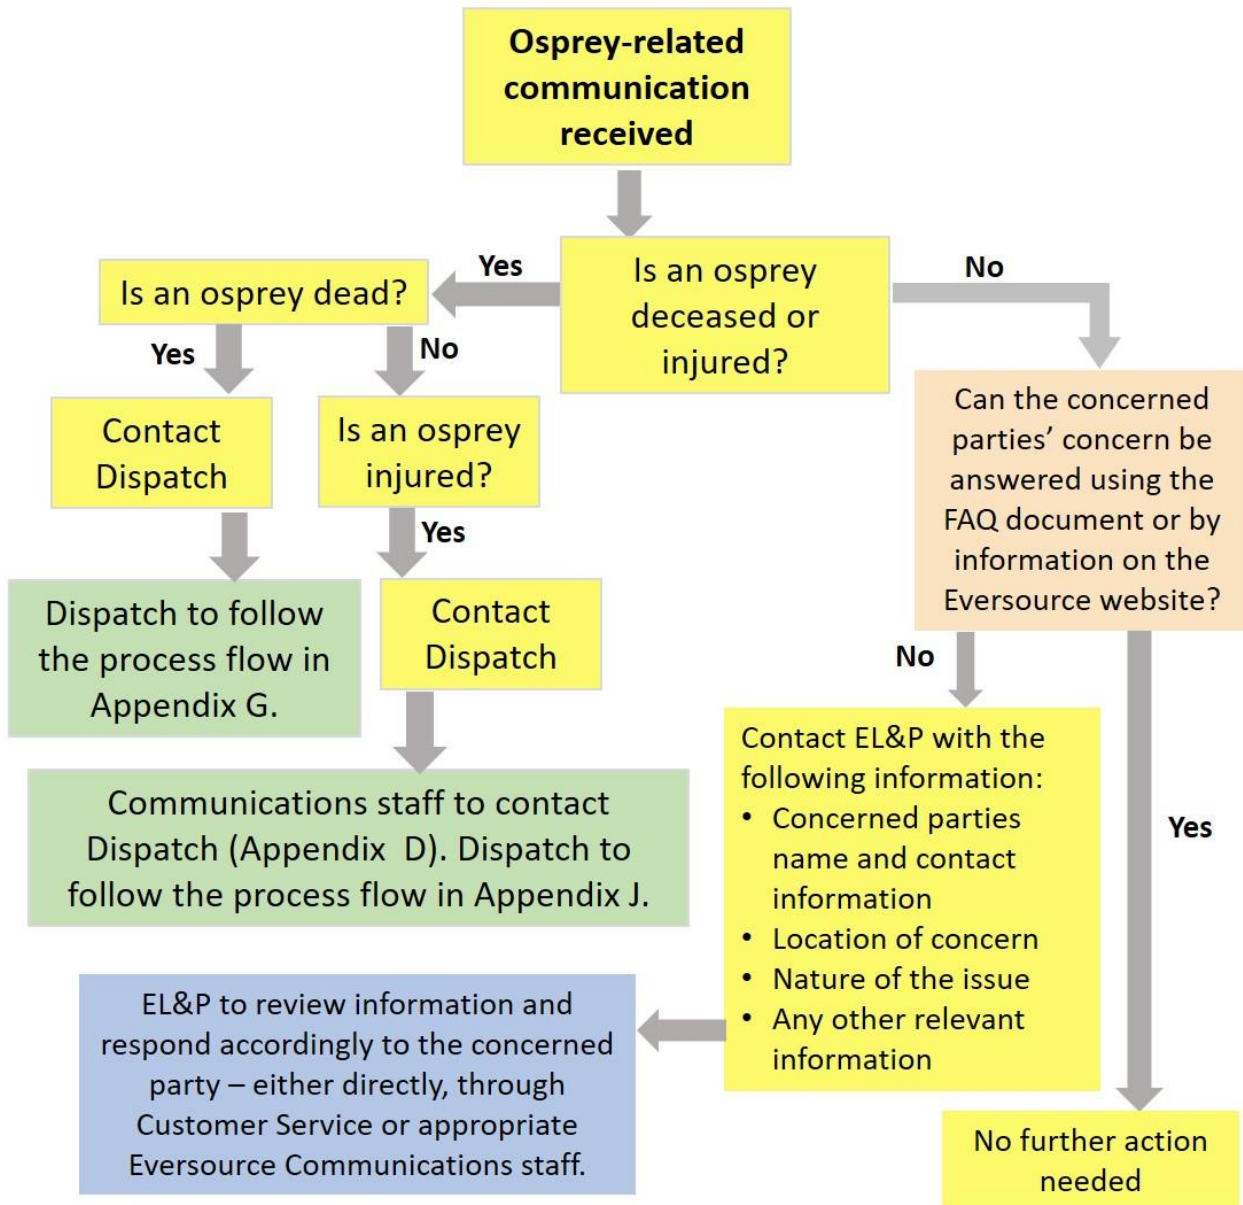 Osprey-related
communication
received
Yes
No
Is an osprey dead?
Is an osprey
deceased or
injured?
Yes
No
Contact
Dispatch
Is an osprey
injured?
Can the concerned
parties’ concern be
answered using the
FAQ document or by
information on the
Eversource website?
Yes
Dispatch to follow
the process flow in
Appendix G.
Contact
Dispatch
No
Yes
Communications staff to contact
Dispatch (Appendix D). Dispatch to
follow the process flow in Appendix J.
Contact EL&P with the
following information:
• Concerned parties
name and contact
information
• Location of concern
• Nature of the issue
• Any other relevant
information
EL&P to review information and
respond accordingly to the concerned
party – either directly, through
Customer Service or appropriate
Eversource Communications staff.
No further action
needed